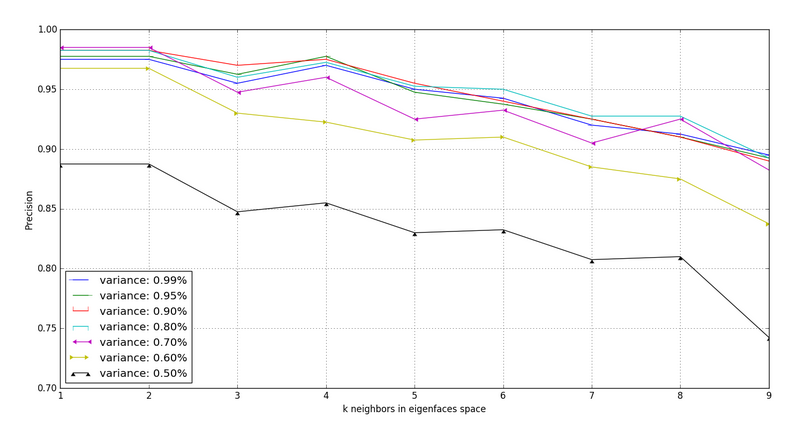 1.00
0.95
0.90
0.85
0.80
0.75
0.70
Precision
variance: 0.99%
variance: 0.95%
variance: 0.90%
variance: 0.80%
variance: 0.70%
variance: 0.60%
variance: 0.50%
1 2 3 4 5 6 7 8 9
k neighbors in eigenfaces space